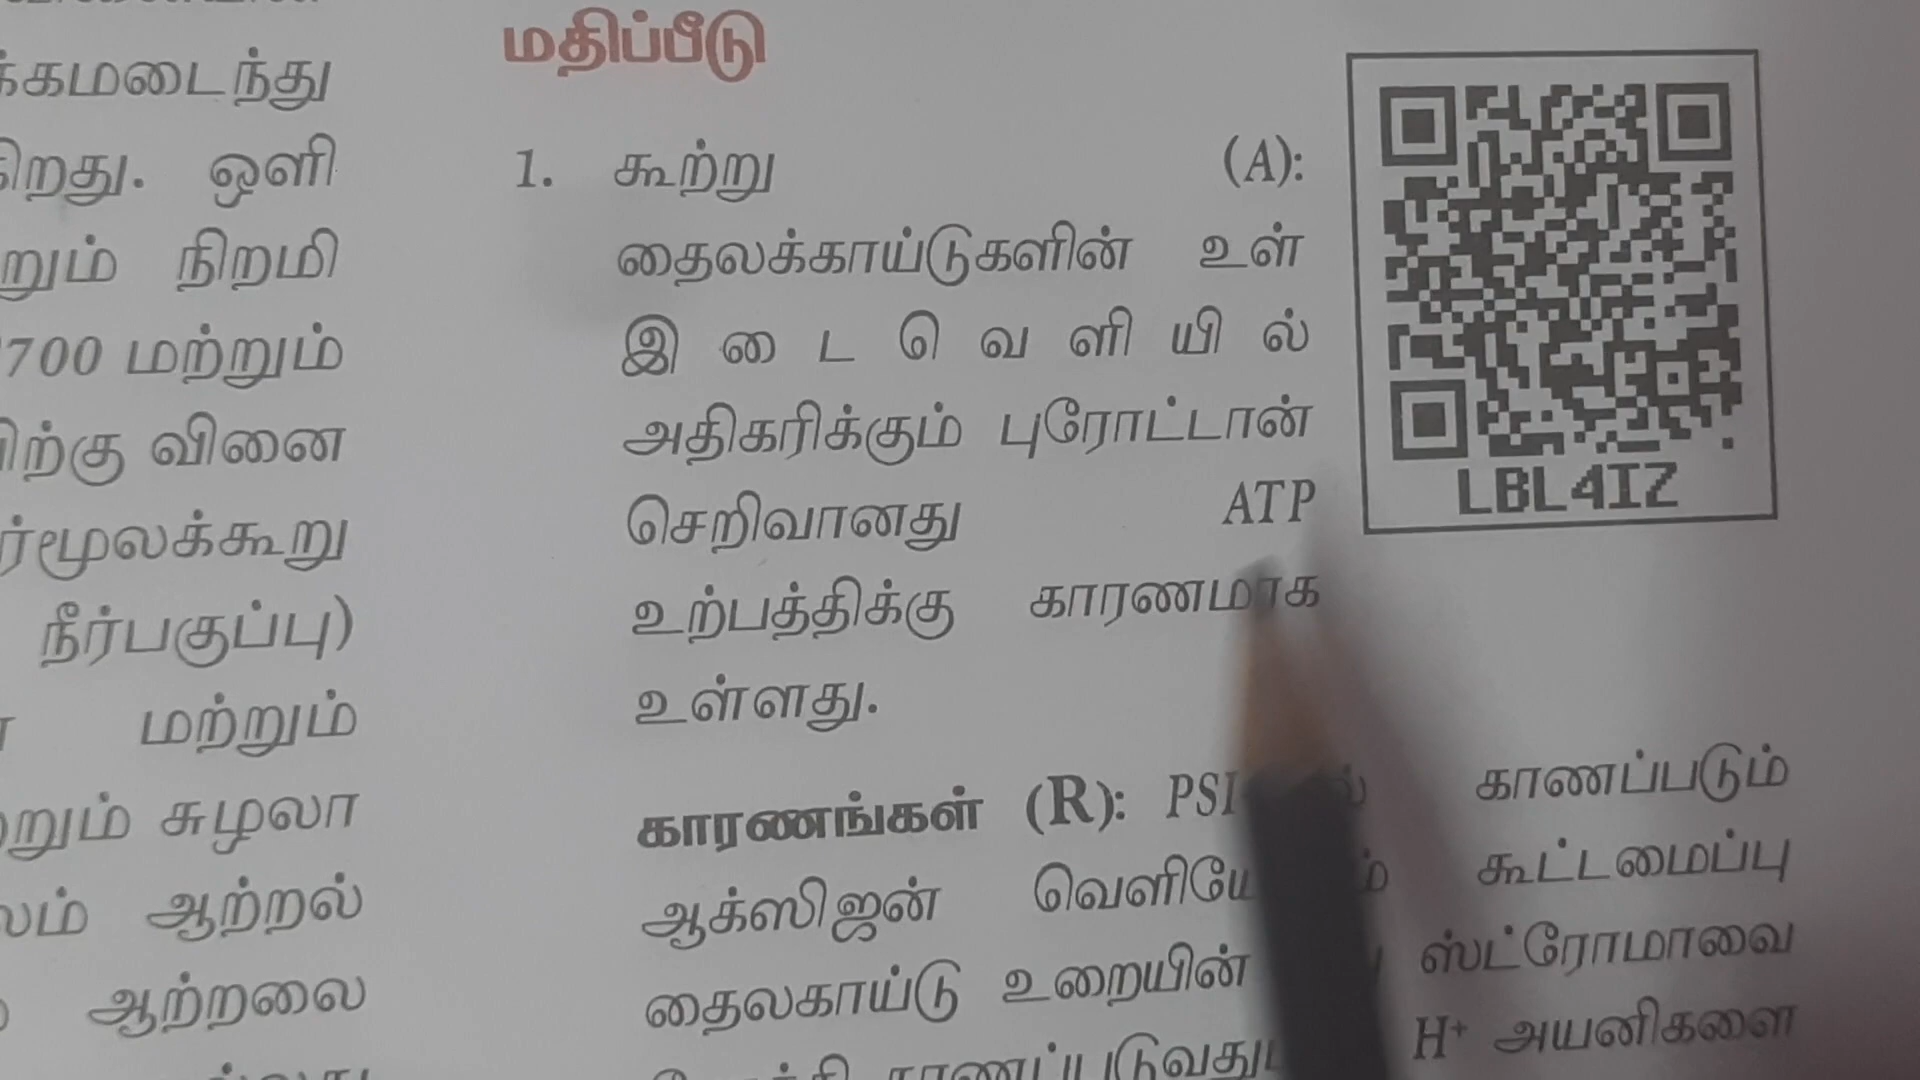 க்கமடைந்து
கிறது. ஒளி
றும் நிறமி
700 மற்றும்
ிற்கு வினை
ர்மூலக்கூறு
நீர்பகுப்பு)
மற்றும்
றும் சுழலா
லம் ஆற்றல்
ஆற்றலை
மதிப்பீடு
1. கூற்று (A):
தைலக்காய்டுகளின் உள்
இடைவெளியில்
அதிகரிக்கும் புரோட்டான்
செறிவானது ATP
உற்பத்திக்கு காரணமாக
உள்ளது.
காரணங்கள் (R): காணப்படும்
ஆக்ஸிஜன் கூட்டமைப்பு
தைலகாய்டு உறையின் ஸ்ட்ரோமாவை
H⁺ அயனிகளை
LBL4IZ